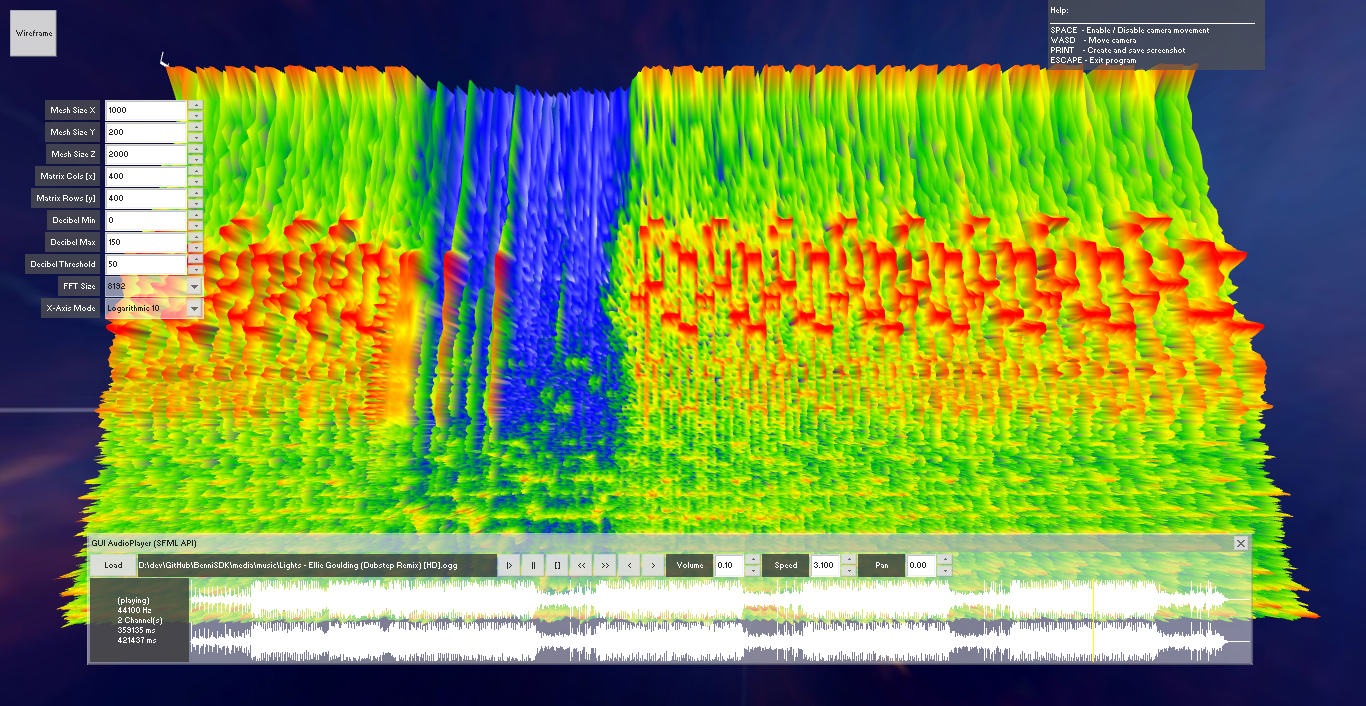 Wireframe
Help:
SPACE - Enable / Disable camera movement
WASD - Move camera
PRINT - Create and save screenshot
ESCAPE - Exit program
Mesh Size X 1000
Mesh Size Y 200
Mesh Size Z 2000
Matrix Cols [x] 400
Matrix Rows [y] 400
Decibel Min 0
Decibel Max 150
Decibel Threshold 50
FFT Size 8192
X-Axis Mode Logarithmic 10
GUI AudioPlayer (SFML API)
Load D:\dev\GitHub\BenniSDK\media\music\Lights - Ellie Goulding (Dubstep Remix) [HD].ogg |> || [] << >> < > Volume 0.10 Speed 3.100 Pan 0.00
(playing)
44100 Hz
2 Channel(s)
359135 ms
421437 ms